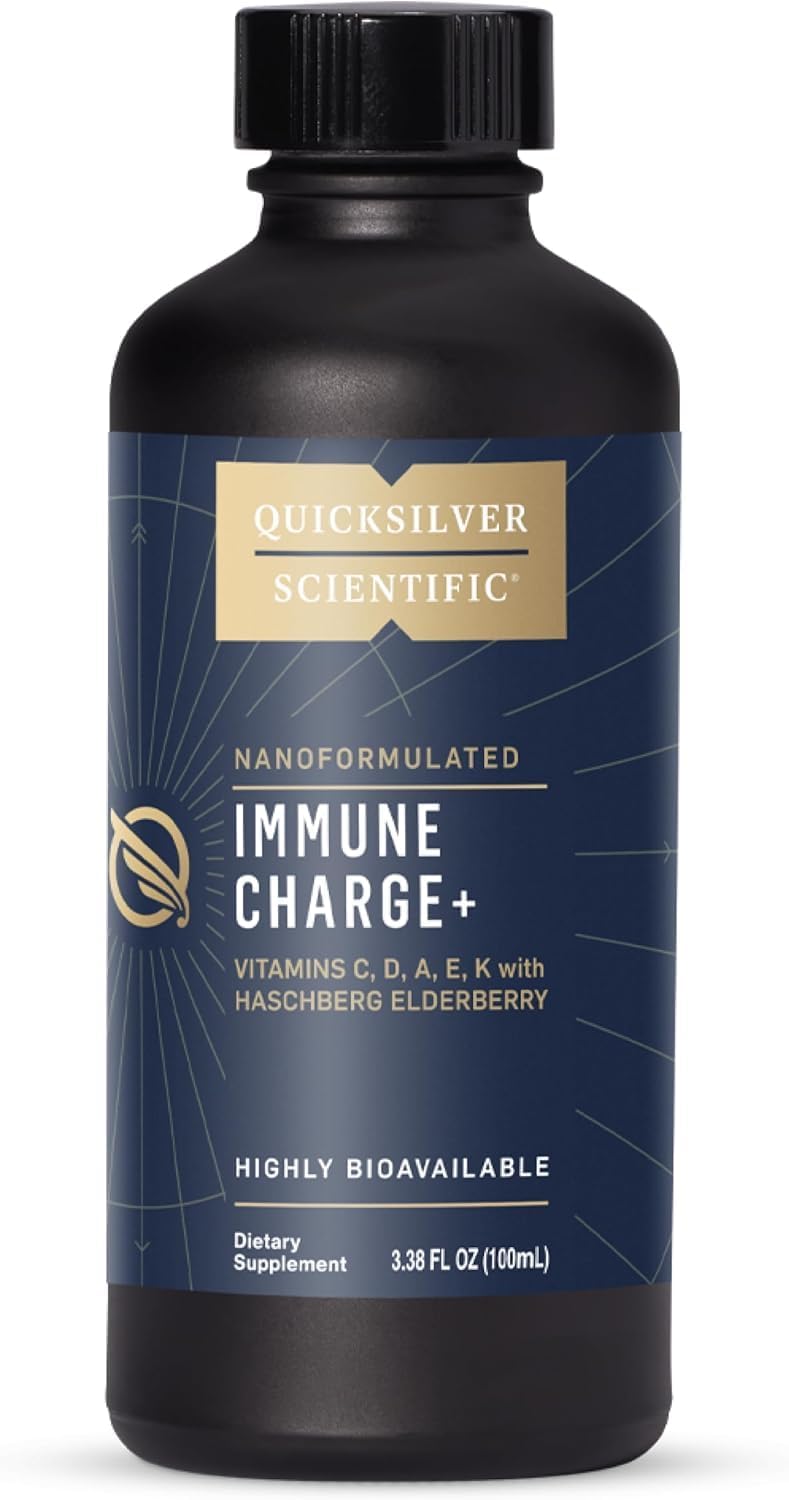 QUICKSILVER
SCIENTIFIC®
NANOFORMULATED
IMMUNE
CHARGE+
VITAMINS C, D, A, E, K with
HASCHBERG ELDERBERRY
HIGHLY BIOAVAILABLE
Dietary
Supplement 3.38 FL OZ (100mL)